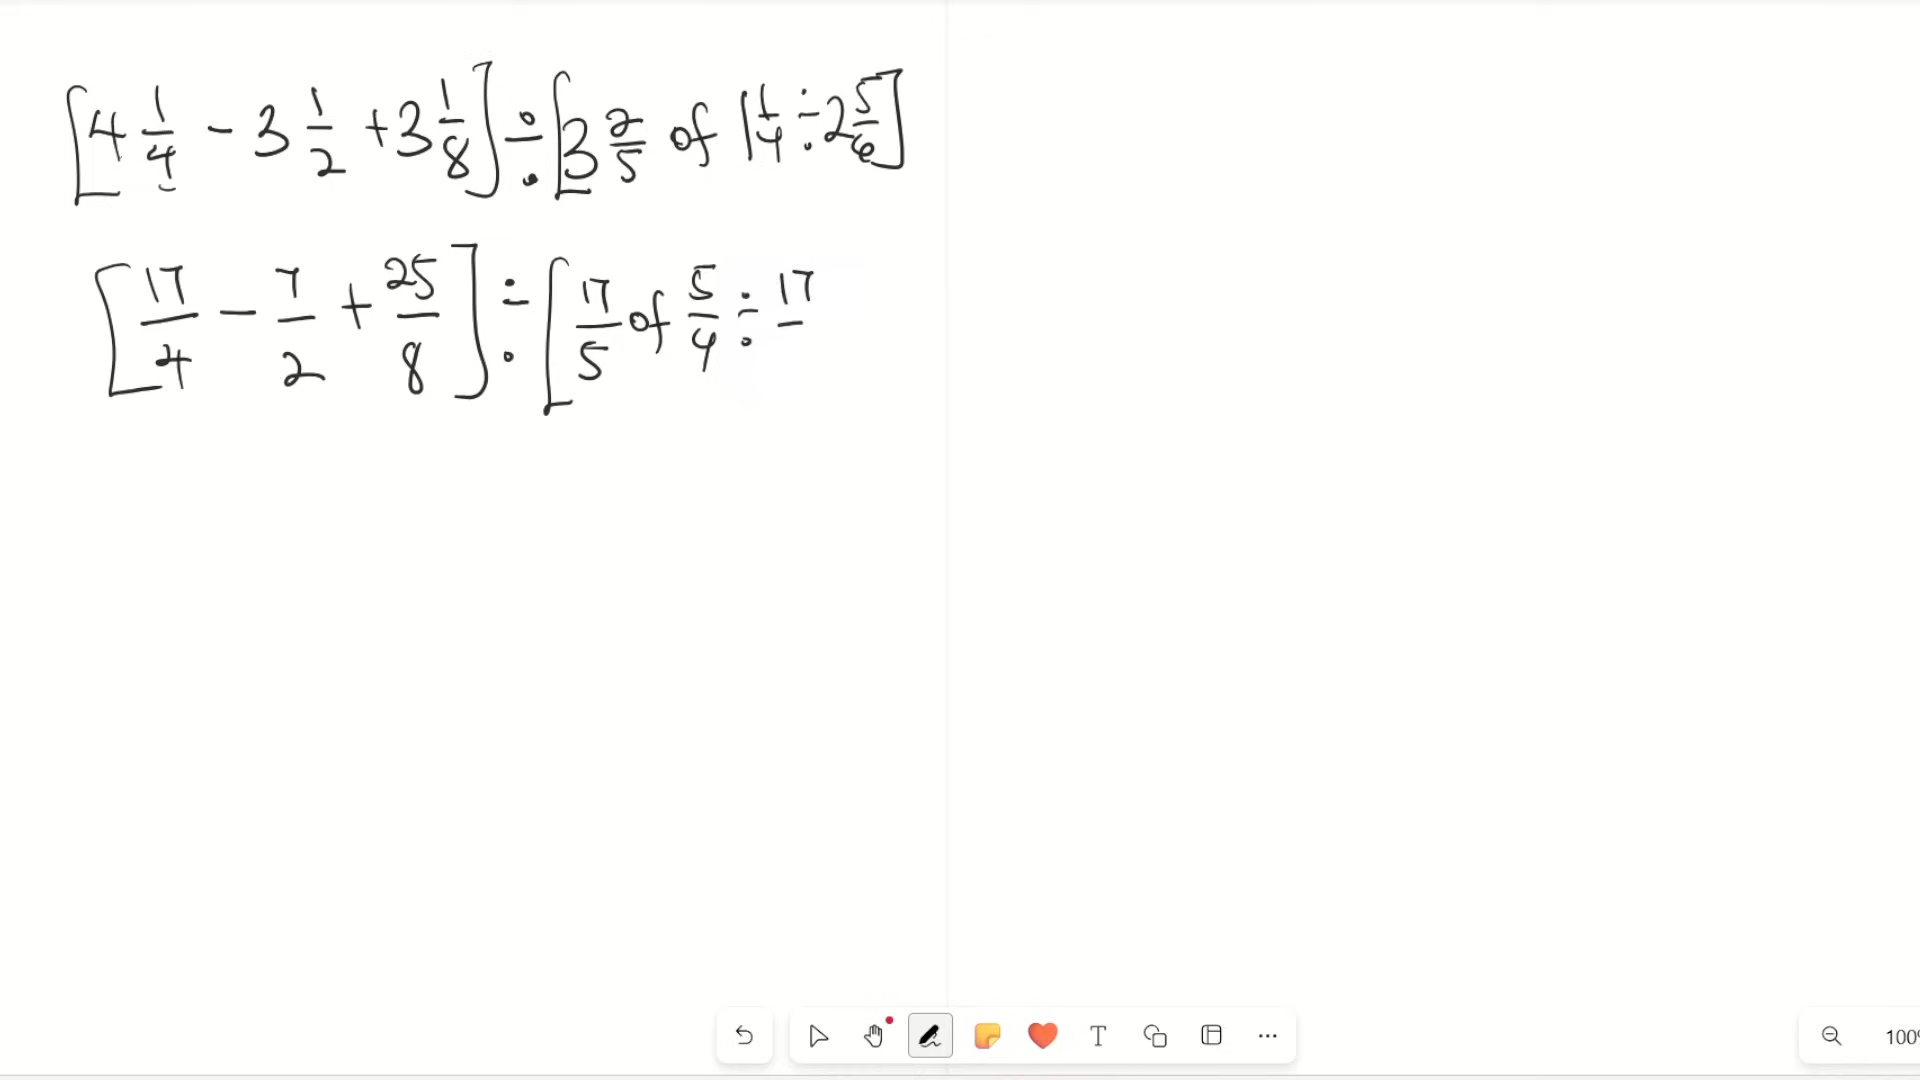 [4 1/4 - 3 1/2 + 3 1/8] ÷ [3 2/5 of 1 1/4 ÷ 2 5/6]
[17/4 - 7/2 + 25/8] ÷ [17/5 of 5/4 ÷ 17/
T
100%